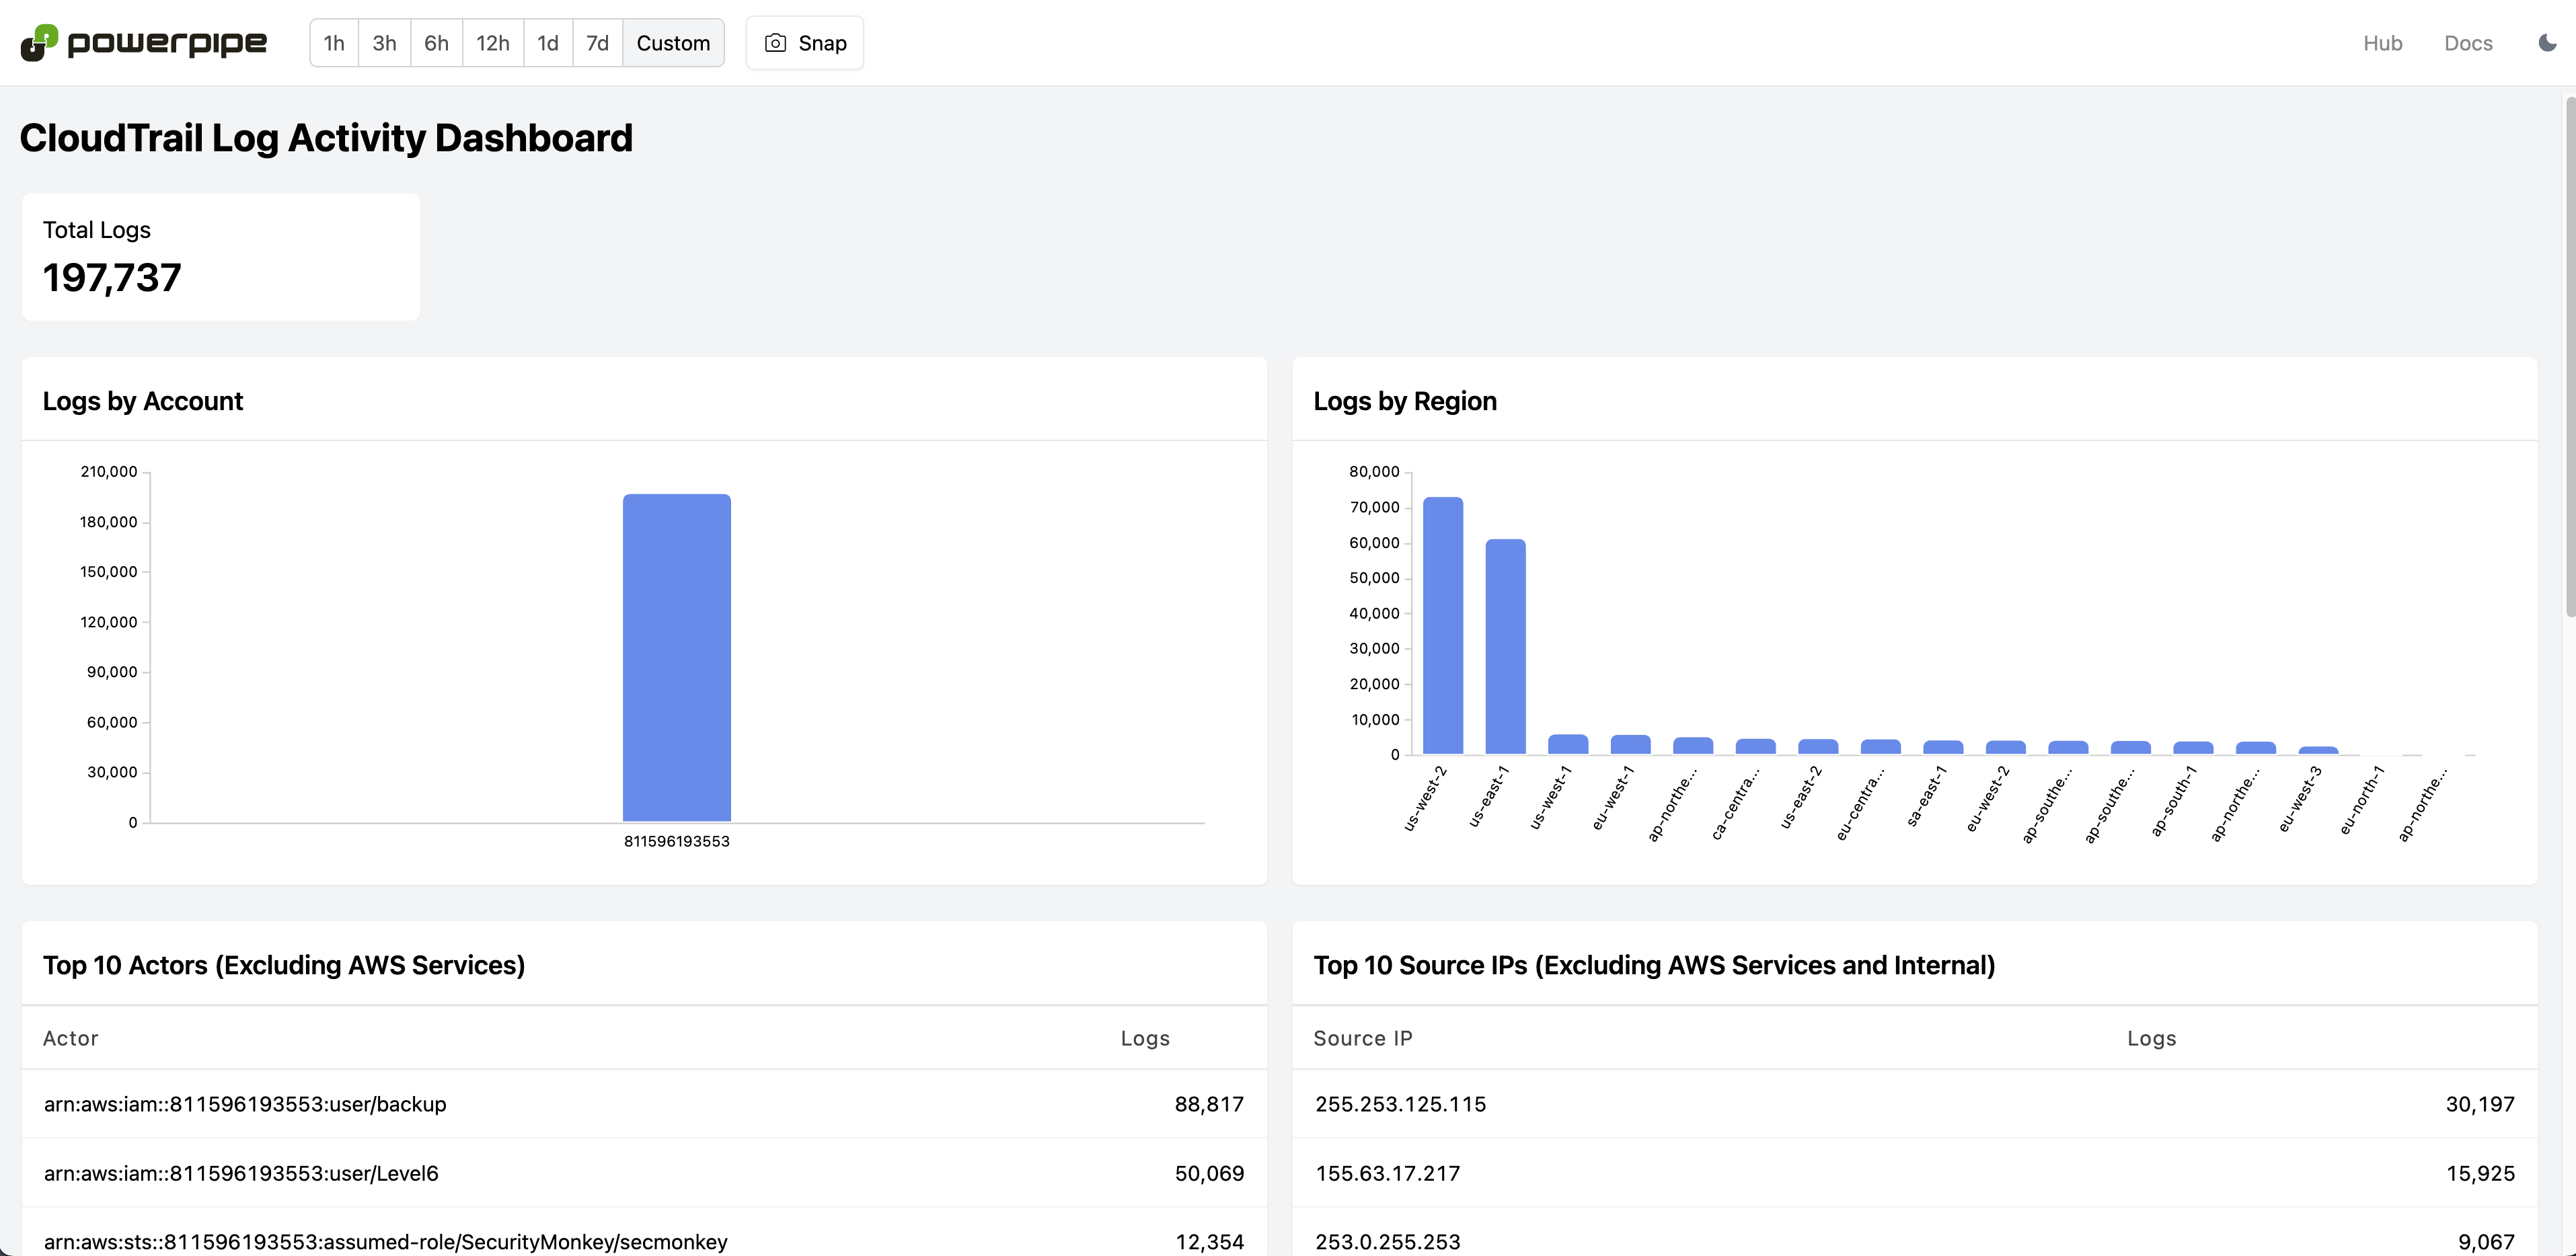 powerpipe
1h 3h 6h 12h 1d 7d Custom
Snap
Hub Docs
CloudTrail Log Activity Dashboard
Total Logs
197,737
Logs by Account
210,000
180,000
150,000
120,000
90,000
60,000
30,000
0
811596193553
Logs by Region
80,000
70,000
60,000
50,000
40,000
30,000
20,000
10,000
0
us-west-2
us-east-1
us-west-1
eu-west-1
ap-northe...
ca-centra...
us-east-2
eu-centra...
sa-east-1
eu-west-2
ap-southe...
ap-southe...
ap-south-1
ap-northe...
eu-west-3
eu-north-1
ap-northe...
Top 10 Actors (Excluding AWS Services)
Actor Logs
arn:aws:iam::811596193553:user/backup 88,817
arn:aws:iam::811596193553:user/Level6 50,069
arn:aws:sts::811596193553:assumed-role/SecurityMonkey/secmonkey 12,354
Top 10 Source IPs (Excluding AWS Services and Internal)
Source IP Logs
255.253.125.115 30,197
155.63.17.217 15,925
253.0.255.253 9,067